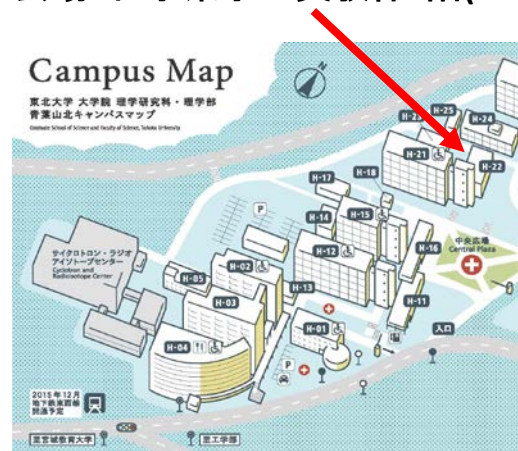 Campus Map
東北大学 大学院 理学研究科・理学部
青葉山北キャンパスマップ
Graduate School of Science and Faculty of Science, Tohoku University
H-25
H-24
H-21
H-22
H-17
H-18
H-14
H-15
H-16
中央広場
Central Plaza
P
サイクロトロン・ラジオ
アイソトープセンター
Cyclotron and
Radioisotope Center
H-12
H-02
H-05
H-13
H-03
H-11
H-01
入口
H-04
P
2015年12月
地下鉄東西線
開通予定
至宮城教育大学
至工学部